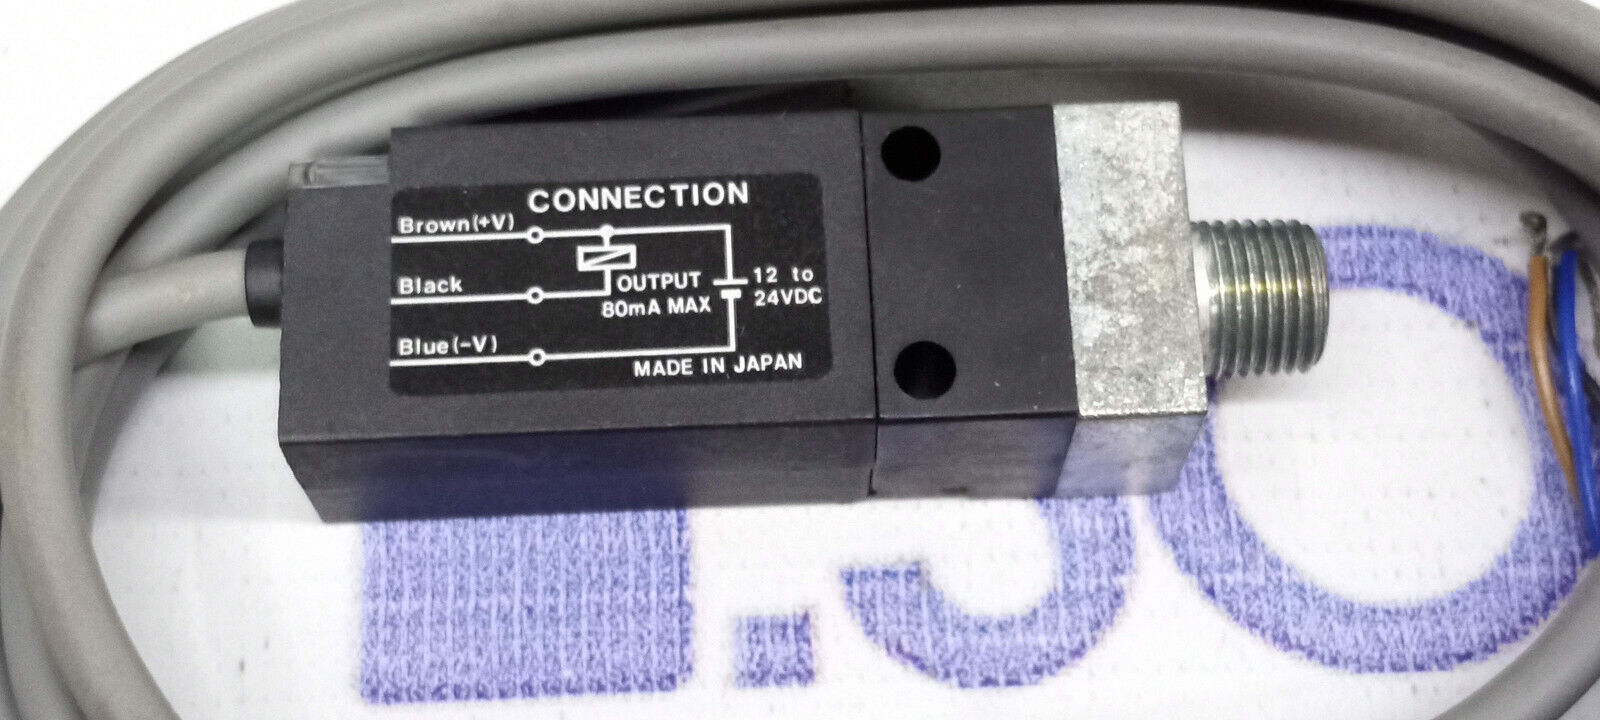 CONNECTION
Brown(+V)
Black
OUTPUT
80mA MAX
12 to
24VDC
Blue(-V)
MADE IN JAPAN